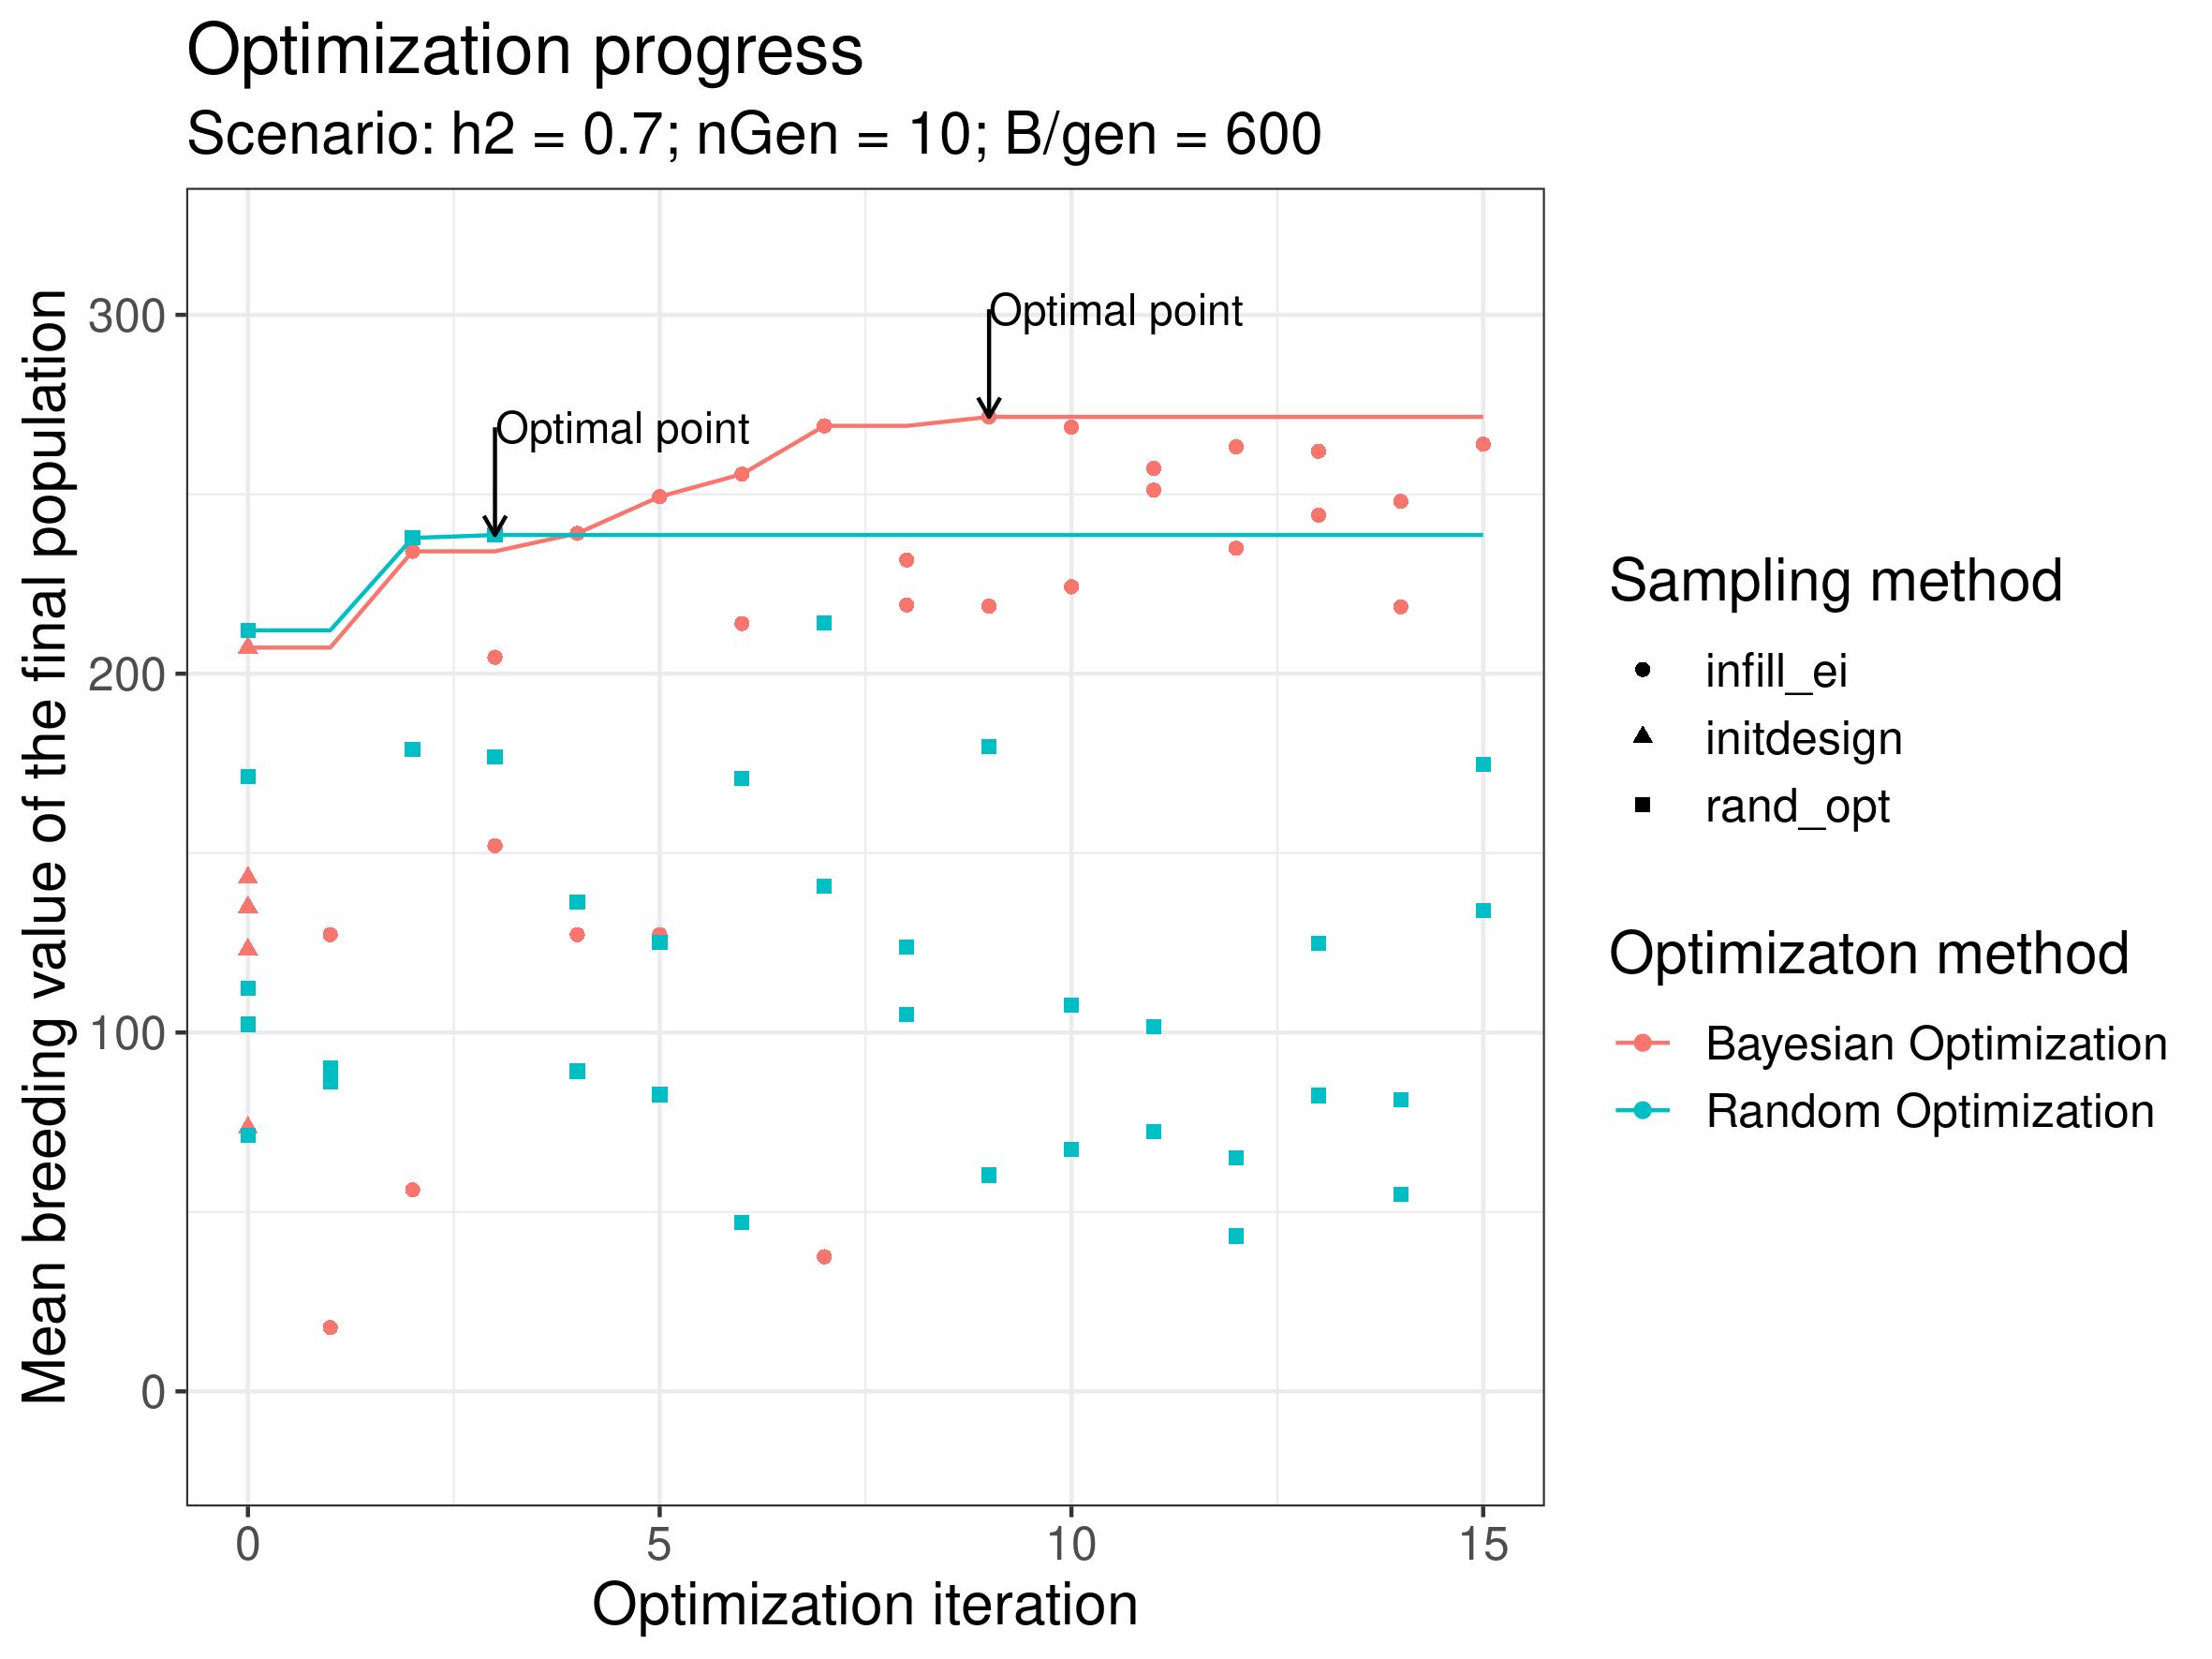 Optimization progress
Scenario: h2 = 0.7; nGen = 10; B/gen = 600
Mean breeding value of the final population
300
200
100
0
Optimal point
Optimal point
0
5
10
15
Optimization iteration
Sampling method
infill_ei
initdesign
rand_opt
Optimizaton method
Bayesian Optimization
Random Optimization